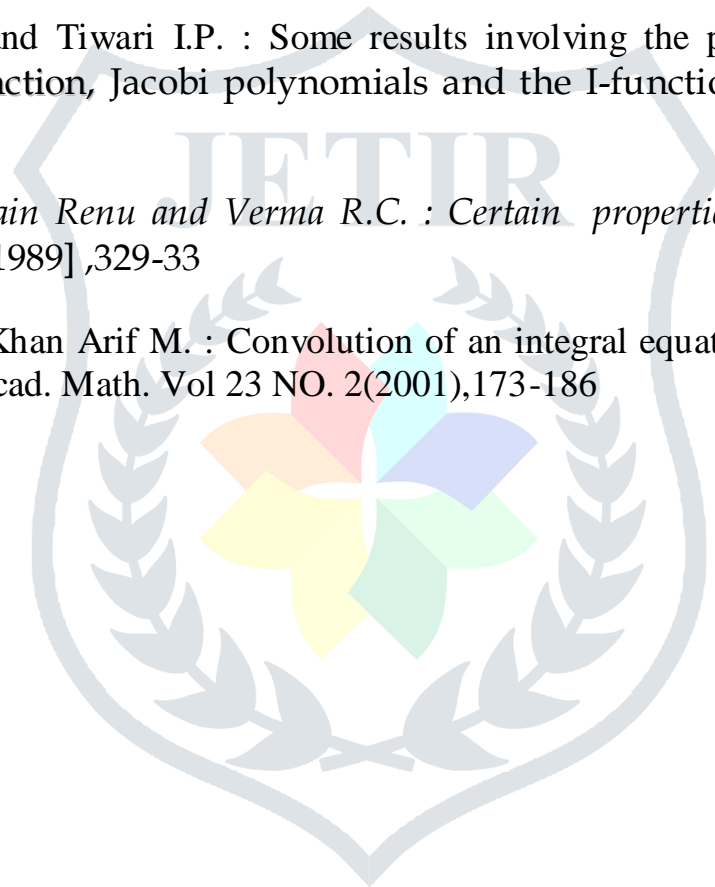 and Tiwari I.P. : Some results involving the p
nction, Jacobi polynomials and the I-functio
JETIR
ain Renu and Verma R.C. : Certain properti
1989] ,329-33
Khan Arif M. : Convolution of an integral equat
cad. Math. Vol 23 NO. 2(2001),173-186